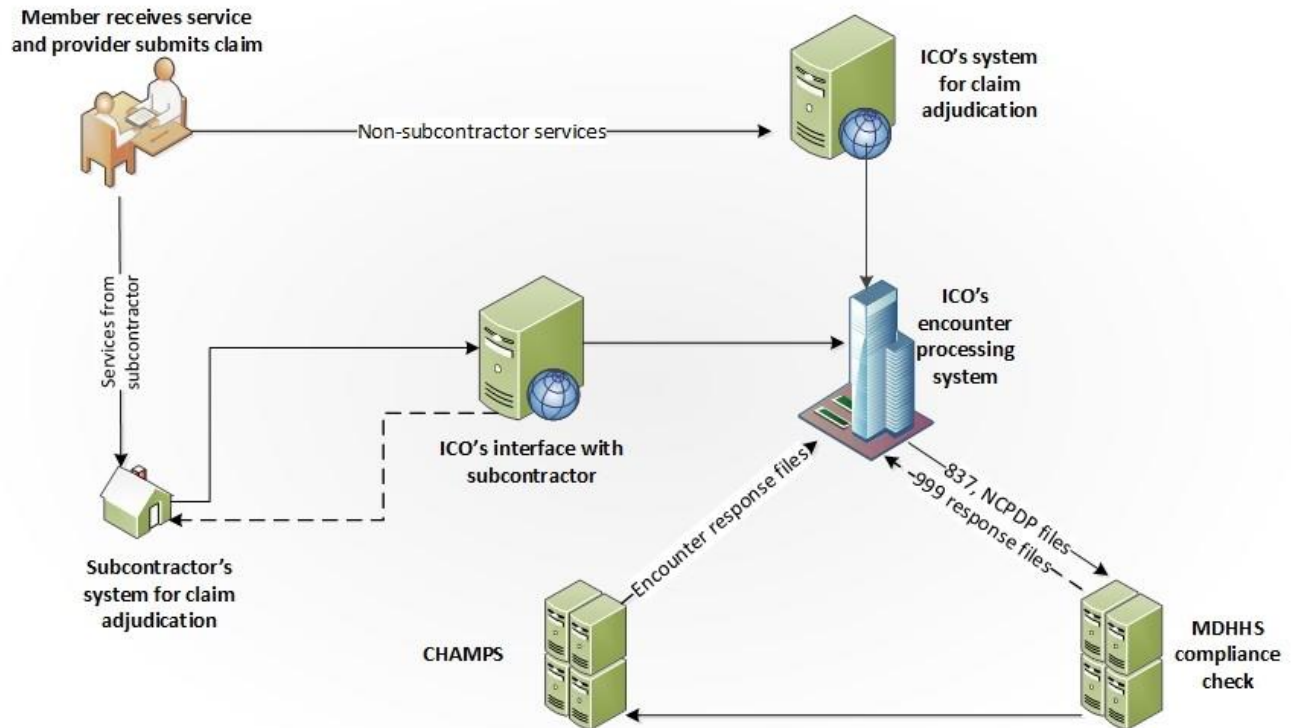 Member receives service
and provider submits claim
ICO's system
for claim
adjudication
Non-subcontractor services
Services from
subcontractor
ICO's
encounter
processing
system
ICO's interface with
subcontractor
Encounter response files
837, NCPDP files
999 response files
Subcontractor's
system for claim
adjudication
CHAMPS
MDHHS
compliance
check